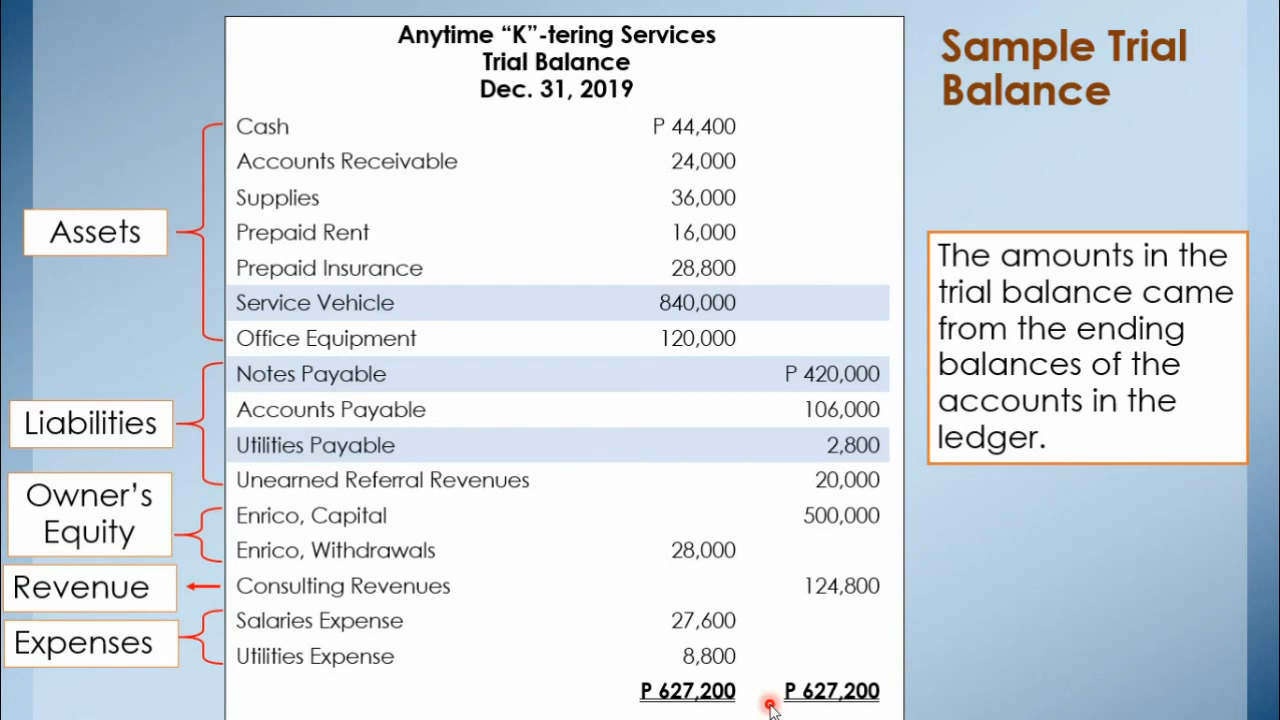 Anytime “K”-tering Services
Trial Balance
Dec. 31, 2019
Cash P 44,400
Accounts Receivable 24,000
Supplies 36,000
Prepaid Rent 16,000
Prepaid Insurance 28,800
Service Vehicle 840,000
Office Equipment 120,000
Notes Payable P 420,000
Accounts Payable 106,000
Utilities Payable 2,800
Unearned Referral Revenues 20,000
Enrico, Capital 500,000
Enrico, Withdrawals 28,000
Consulting Revenues 124,800
Salaries Expense 27,600
Utilities Expense 8,800
P 627,200 P 627,200
Assets
Liabilities
Owner’s
Equity
Revenue
Expenses
Sample Trial
Balance
The amounts in the
trial balance came
from the ending
balances of the
accounts in the
ledger.